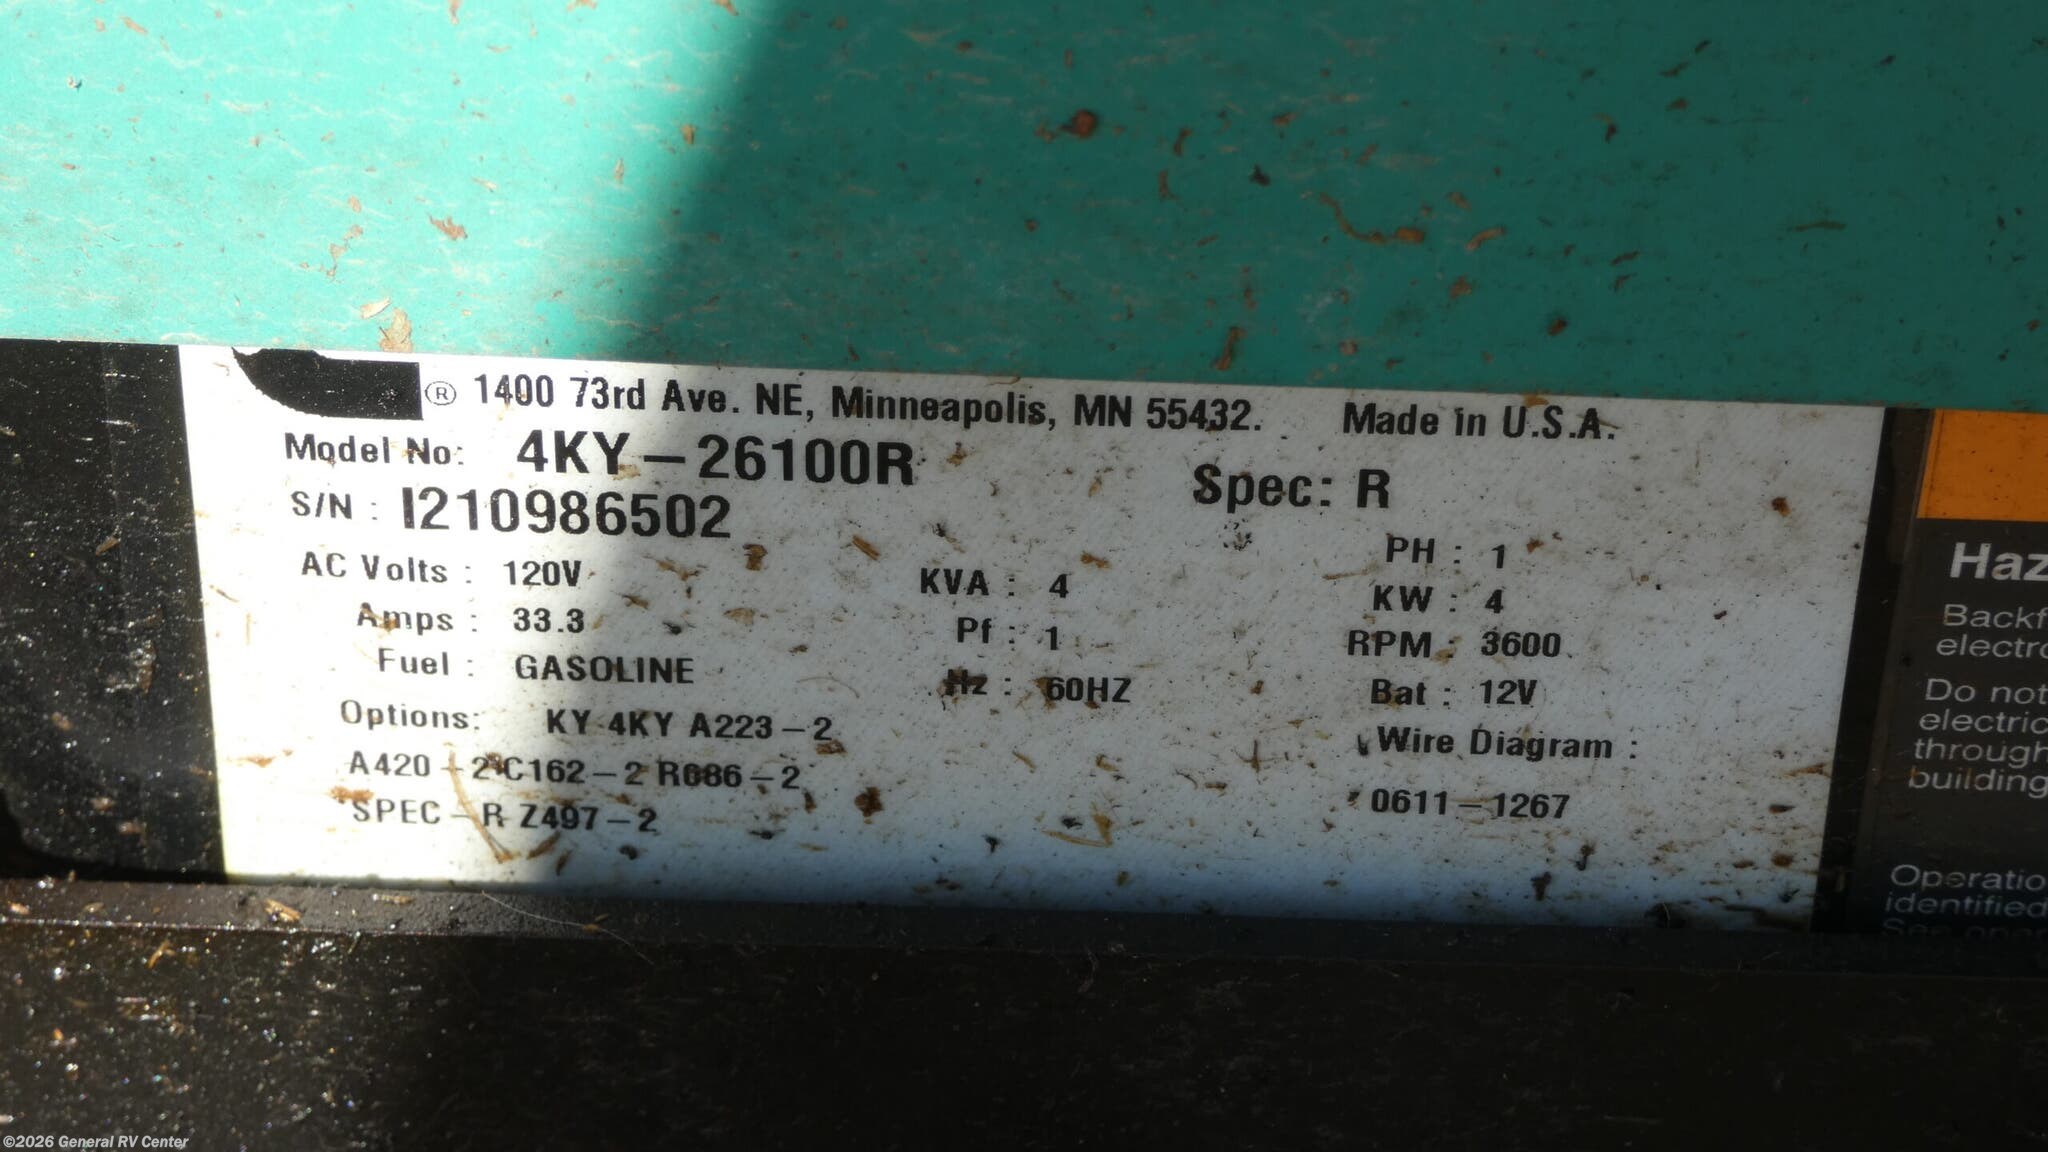 ® 1400 73rd Ave. NE, Minneapolis, MN 55432. Made in U.S.A.
Model No: 4KY-26100R Spec: R
S/N : I210986502
AC Volts : 120V KVA : 4 PH : 1
Amps : 33.3 Pf : 1 KW : 4
Fuel : GASOLINE Hz : 60HZ RPM : 3600
Bat : 12V
Options: KY 4KY A223-2 Wire Diagram :
A420-2 C162-2 R086-2 0611-1267
SPEC-R Z497-2
Haz
Backf
electro
Do not
electric
through
building
Operatio
identified
©2026 General RV Center